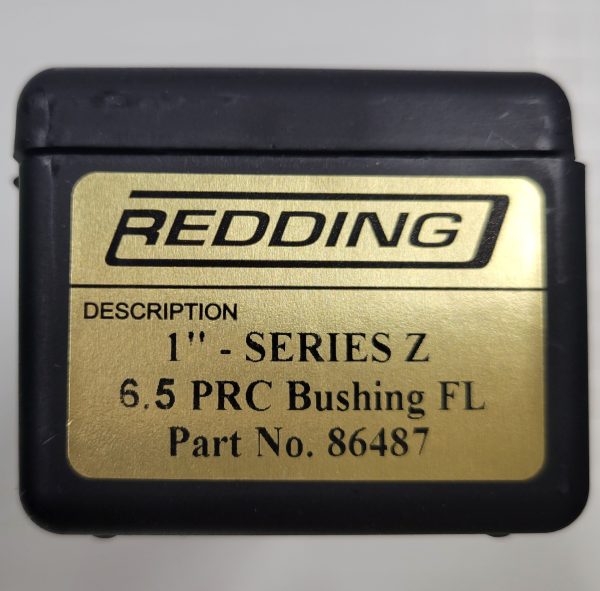 REDDING
DESCRIPTION
1" - SERIES Z
6.5 PRC Bushing FL
Part No. 86487